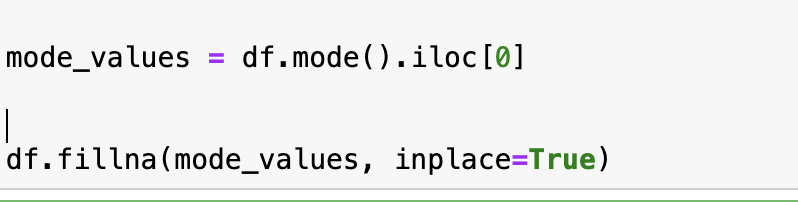 mode_values = df.mode().iloc[0]
df.fillna(mode_values, inplace=True)